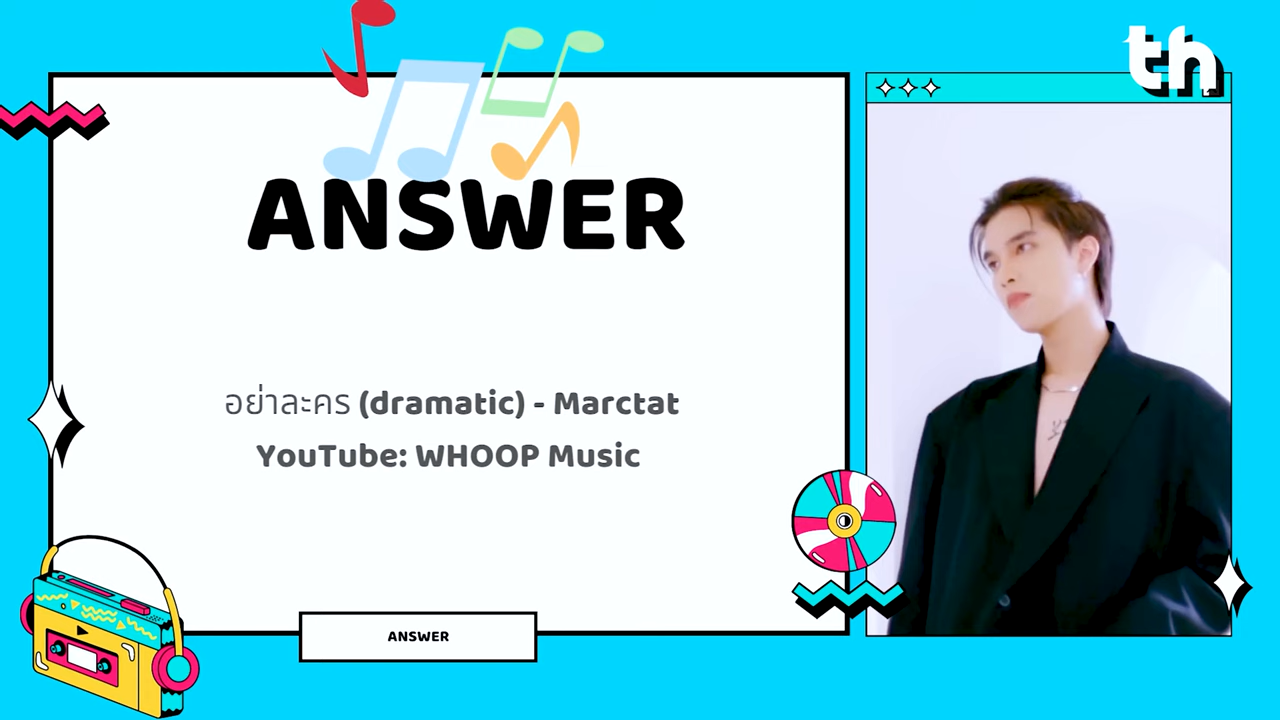 th
ANSWER
อย่าละคร (dramatic) - Marctat
YouTube: WHOOP Music
ANSWER